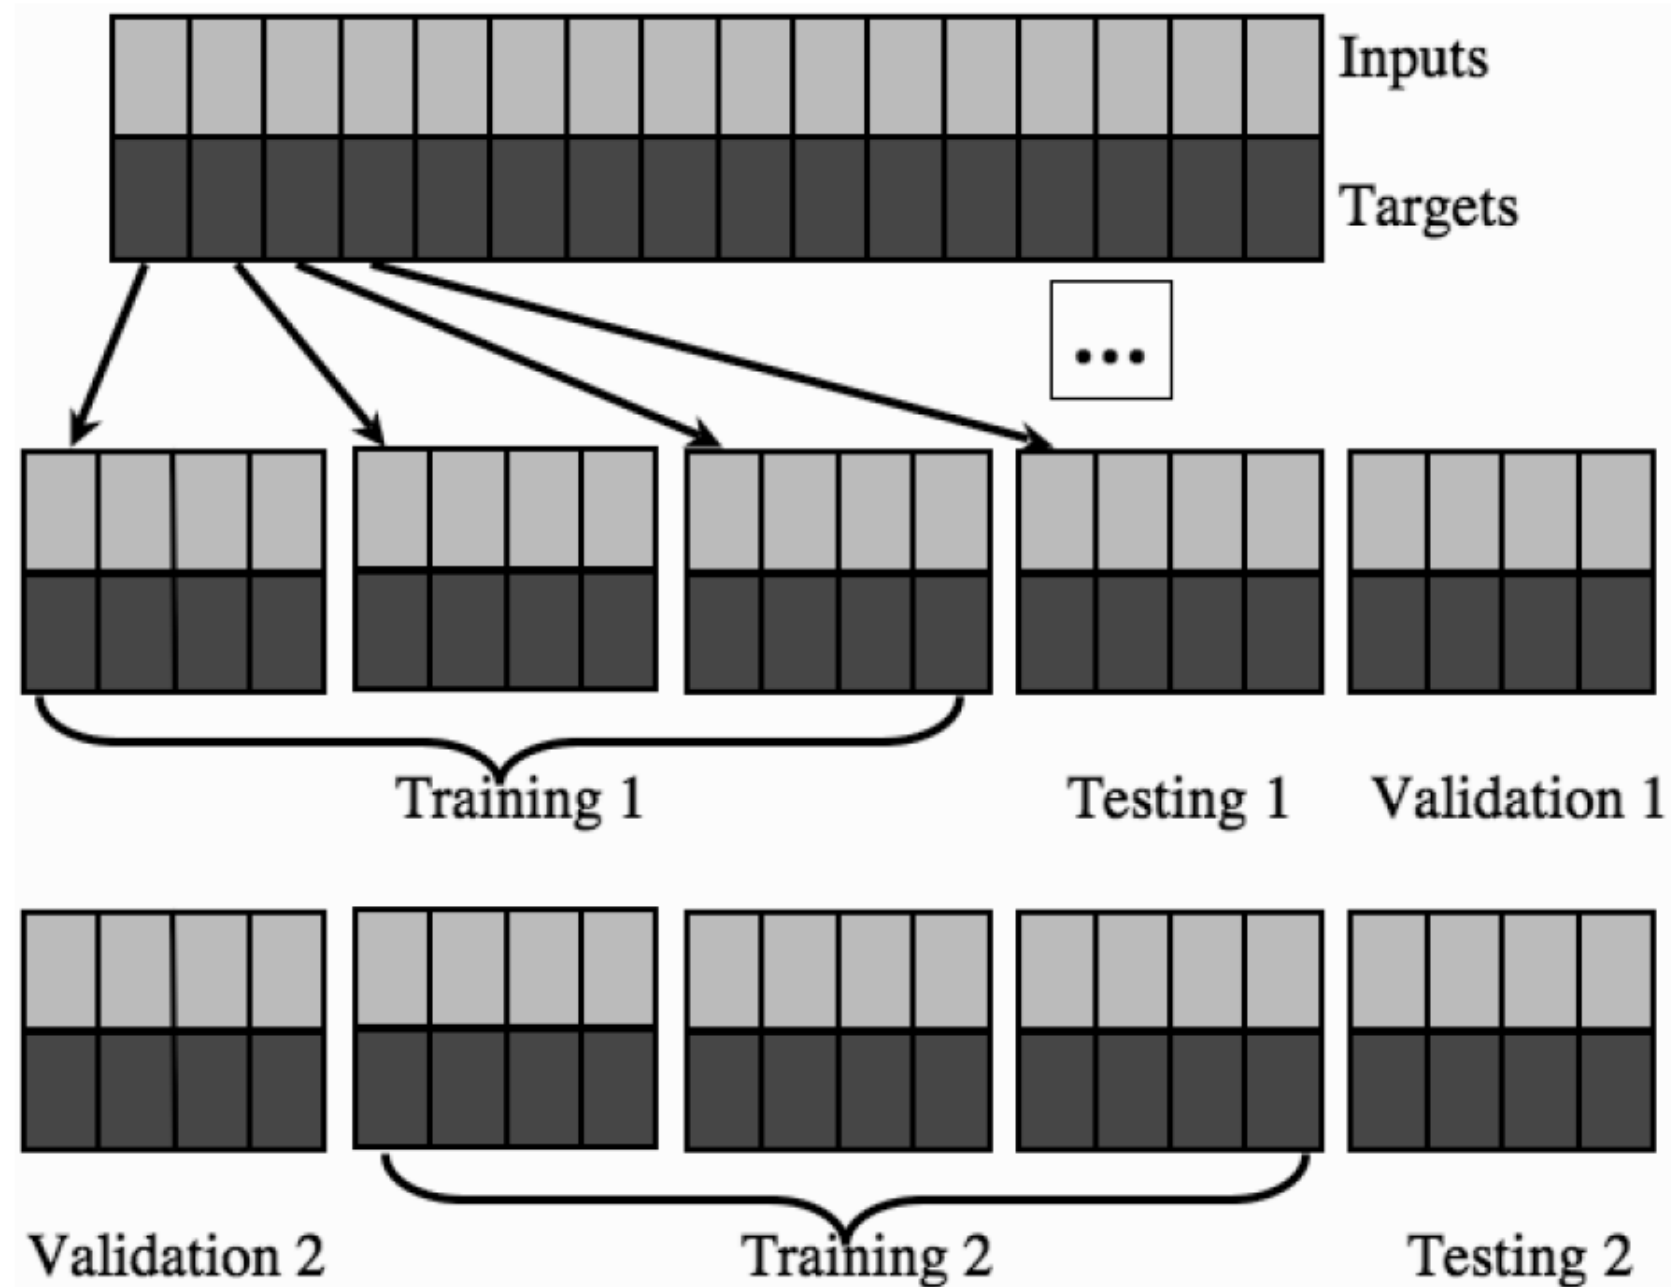 Inputs
Targets
...
Training 1
Testing 1
Validation 1
Validation 2
Training 2
Testing 2